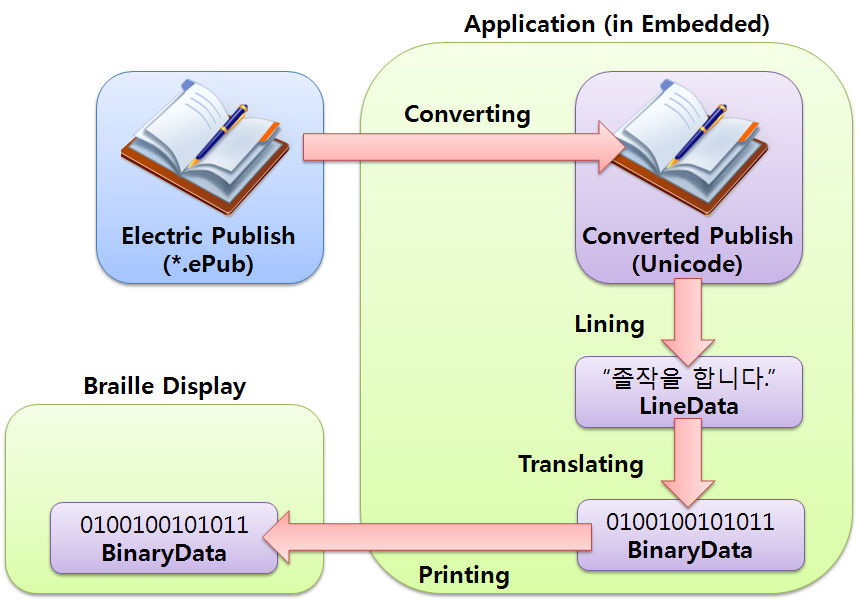 Application (in Embedded)
Converting
Electric Publish
(*.ePub)
Converted Publish
(Unicode)
Lining
“졸작을 합니다.“
LineData
Braille Display
Translating
0100100101011
BinaryData
0100100101011
BinaryData
Printing